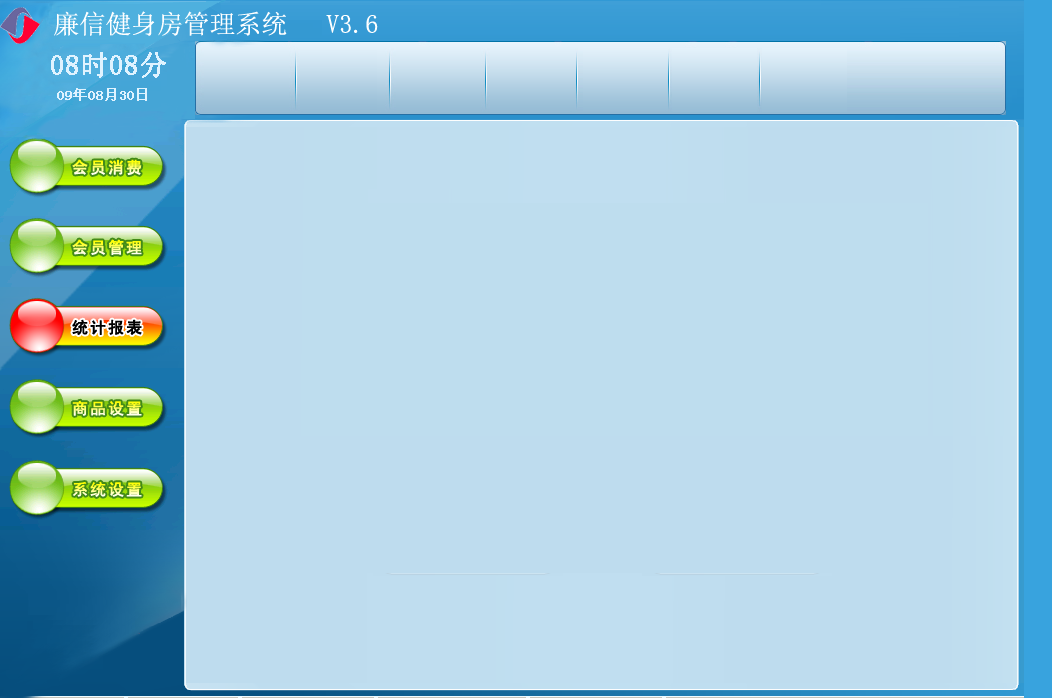 廉信健身房管理系统 V3.6
08时08分
09年08月30日
会员消费
会员管理
统计报表
商品设置
系统设置